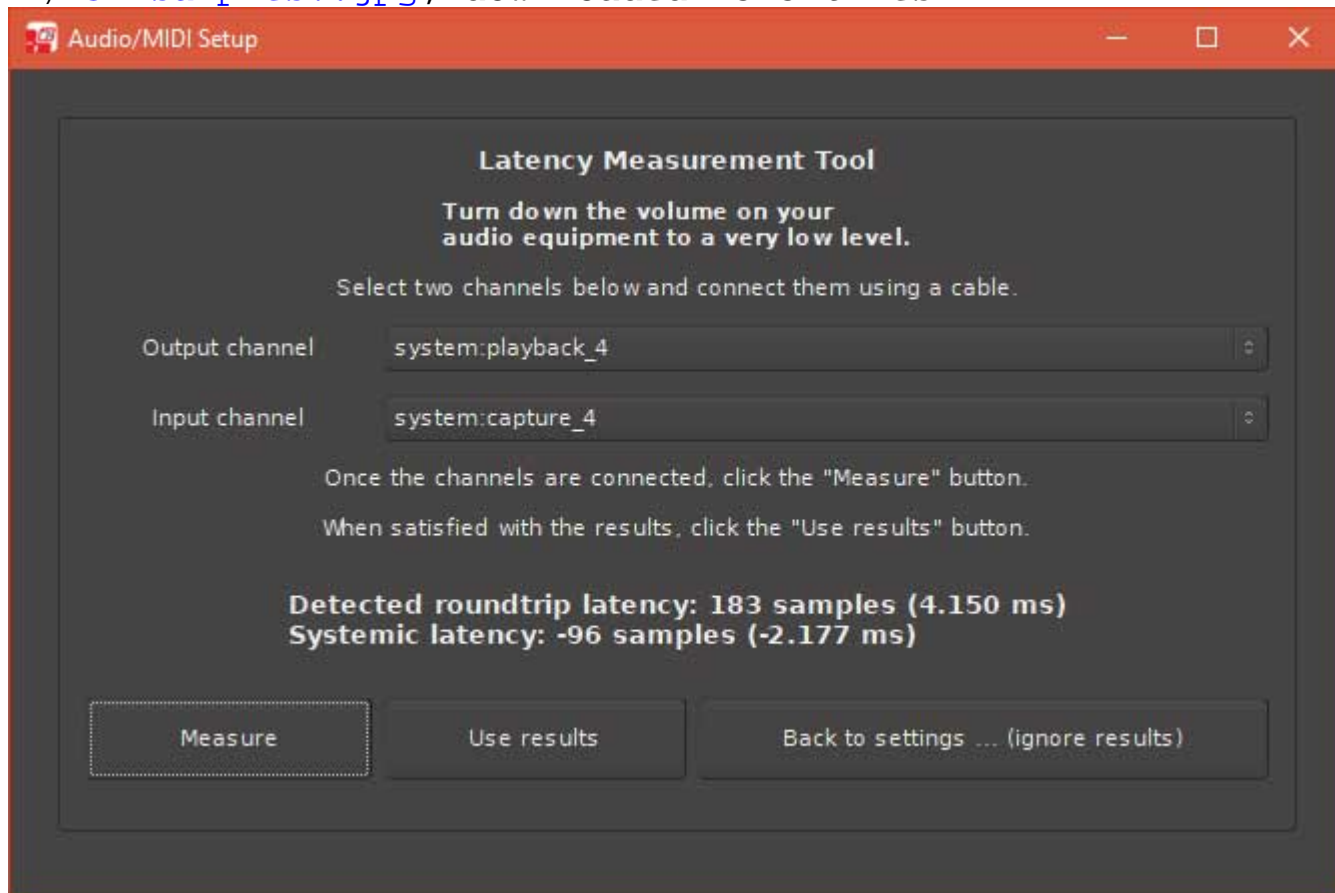 Audio/MIDI Setup
Latency Measurement Tool
Turn down the volume on your
audio equipment to a very low level.
Select two channels below and connect them using a cable.
Output channel system:playback_4
Input channel system:capture_4
Once the channels are connected, click the "Measure" button.
When satisfied with the results, click the "Use results" button.
Detected roundtrip latency: 183 samples (4.150 ms)
Systemic latency: -96 samples (-2.177 ms)
Measure Use results Back to settings ... (ignore results)